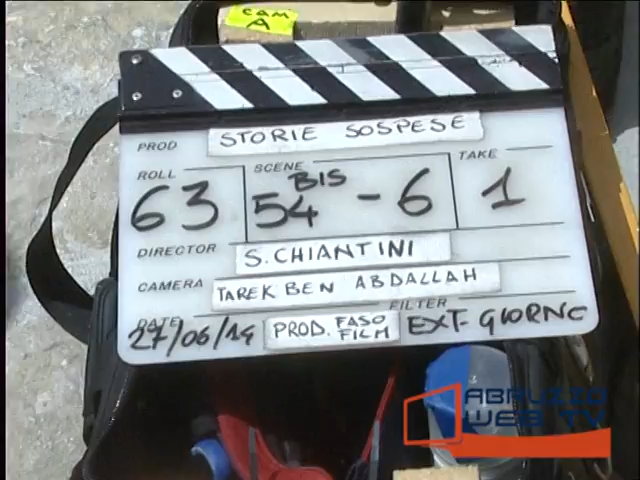 CAM
A
PROD STORIE SOSPESE
ROLL SCENE TAKE
63 54 BIS - 6 1
DIRECTOR S. CHIANTINI
CAMERA TAREK BEN ABDALLAH
DATE FILTER
27/06/14 PROD. FASO FILM EXT-GIORNO
ABRUZZO
WEB TV